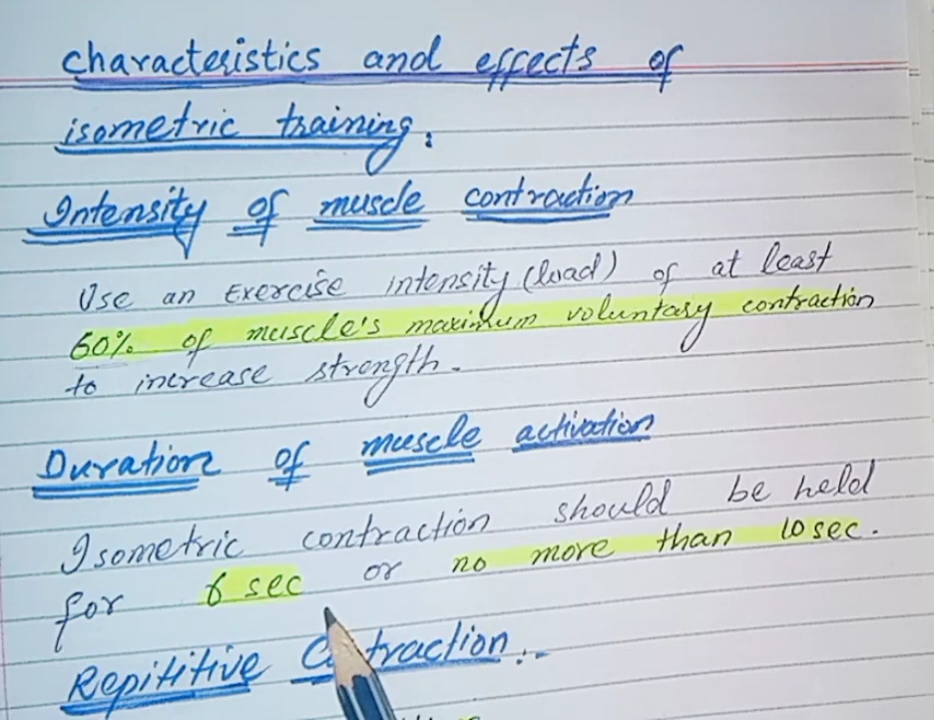 Characteristics and effects of
isometric training:
Intensity of muscle contraction
Use an Exercise intensity (load) of at least
60% of muscle's maximum voluntary contraction
to increase strength.
Duration of muscle activation
Isometric contraction should be held
for 6 sec or no more than 10 sec.
Repititive